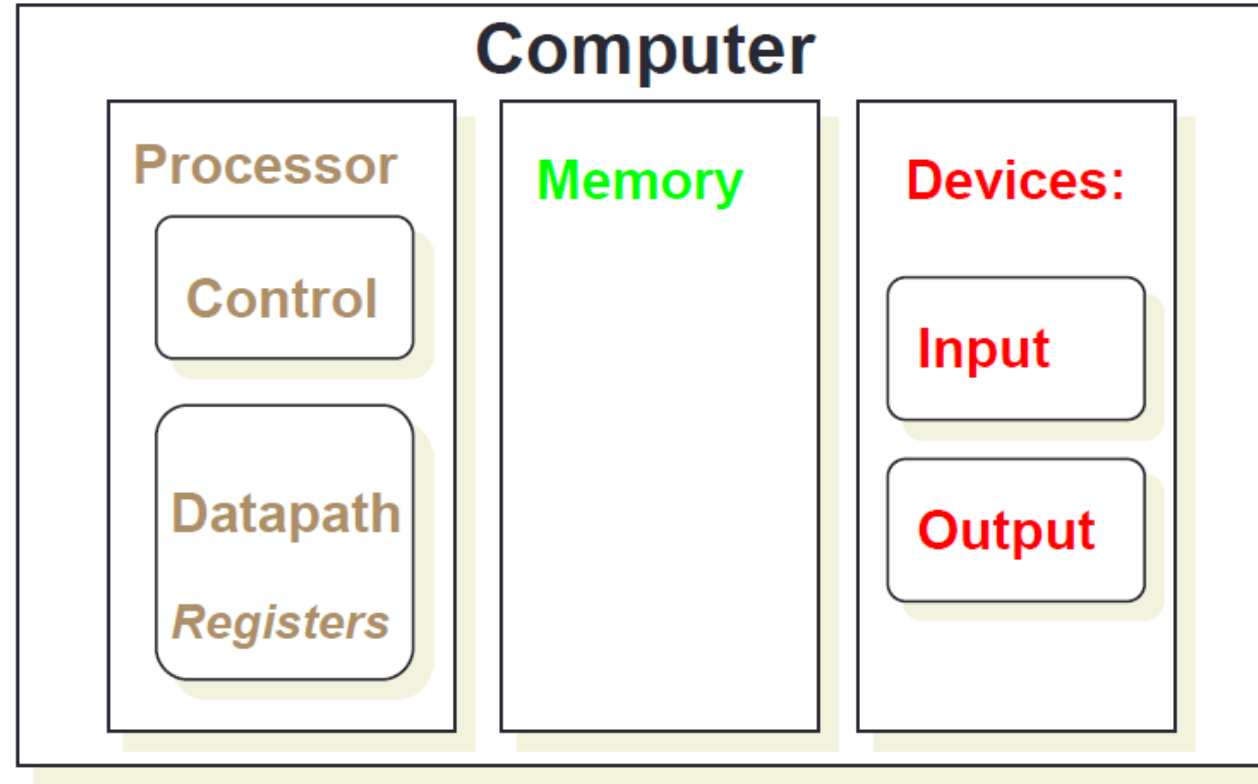 Computer
Processor
Control
Datapath
Registers
Memory
Devices:
Input
Output